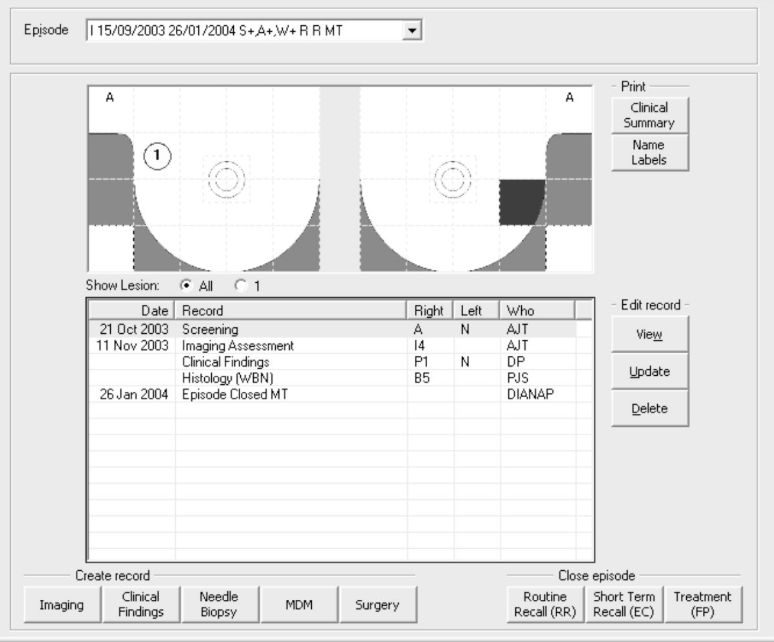 Episode I 15/09/2003 26/01/2004 S+,A+,W+ R R MT
A A
1
Print
Clinical
Summary
Name
Labels
Show Lesion: All 1
Date Record Right Left Who
21 Oct 2003 Screening A N AJT
11 Nov 2003 Imaging Assessment I4 AJT
Clinical Findings P1 N DP
Histology (WBN) B5 PJS
26 Jan 2004 Episode Closed MT DIANAP
Edit record
View
Update
Delete
Create record
Imaging
Clinical
Findings
Needle
Biopsy
MDM
Surgery
Close episode
Routine
Recall (RR)
Short Term
Recall (EC)
Treatment
(FP)